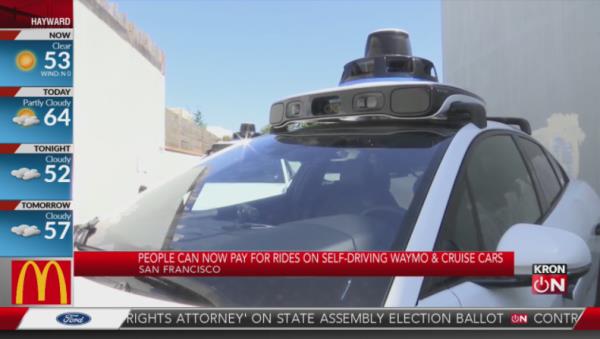 HAYWARD
NOW
Clear
53
WIND: N 0
TODAY
Partly Cloudy
64
TONIGHT
Cloudy
52
TOMORROW
Cloudy
57
PEOPLE CAN NOW PAY FOR RIDES ON SELF-DRIVING WAYMO & CRUISE CARS
SAN FRANCISCO
KRON
ON
Ford
RIGHTS ATTORNEY' ON STATE ASSEMBLY ELECTION BALLOT ON CONTR